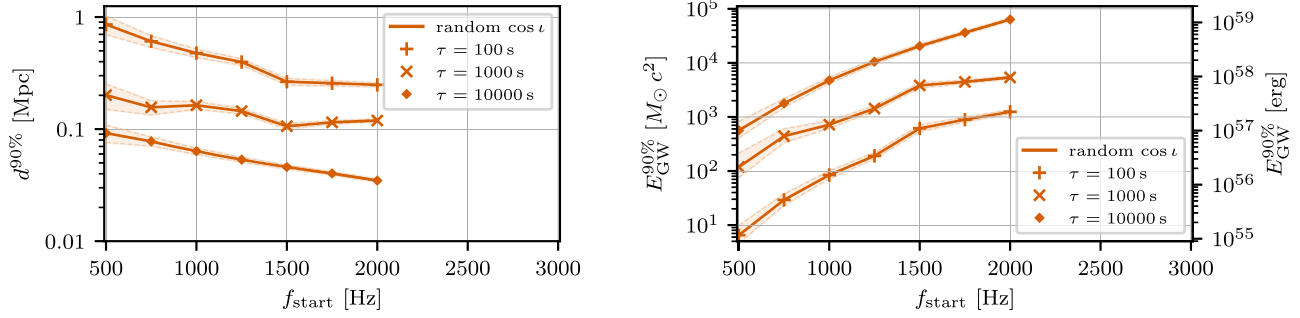 1
0.1
0.01
d^{90%} [Mpc]
500
1000
1500
2000
2500
3000
f_start [Hz]
random cos ι
τ = 100 s
τ = 1000 s
τ = 10000 s
10^5
10^4
10^3
10^2
10^1
E_GW^{90%} [M_⊙ c^2]
500
1000
1500
2000
2500
3000
f_start [Hz]
random cos ι
τ = 100 s
τ = 1000 s
τ = 10000 s
10^59
10^58
10^57
10^56
10^55
E_GW^{90%} [erg]